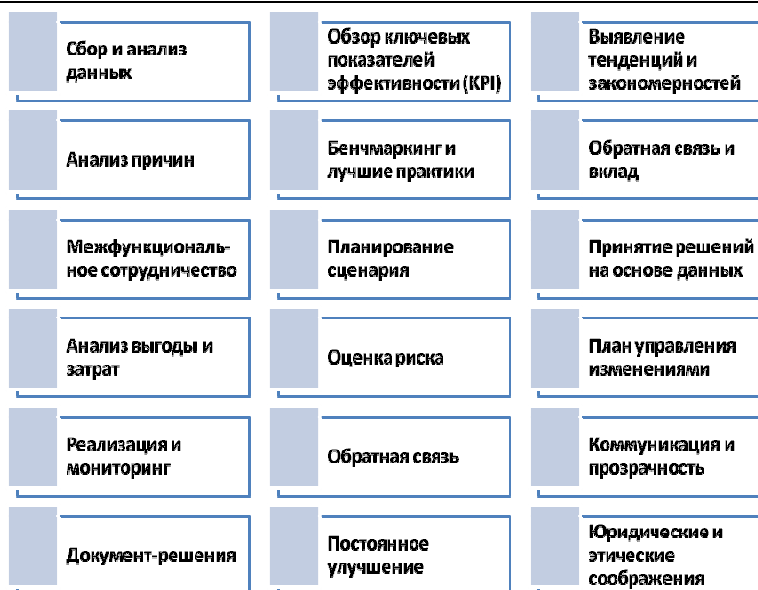 Сбор и анализ
данных
Обзор ключевых
показателей
эффективности (KPI)
Выявление
тенденций и
закономерностей
Анализ причин
Бенчмаркинг и
лучшие практики
Обратная связь и
вклад
Межфункциональ-
ное сотрудничество
Планирование
сценария
Принятие решений
на основе данных
Анализ выгоды и
затрат
Оценка риска
План управления
изменениями
Реализация и
мониторинг
Обратная связь
Коммуникация и
прозрачность
Документ-решения
Постоянное
улучшение
Юридические и
этические
соображения